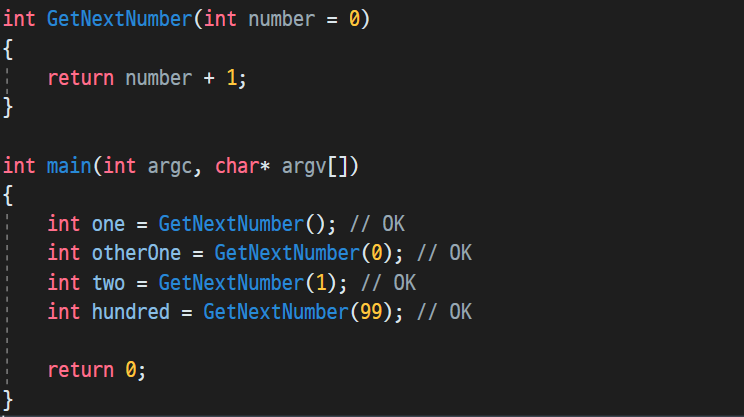 int GetNextNumber(int number = 0)
{
    return number + 1;
}

int main(int argc, char* argv[])
{
    int one = GetNextNumber(); // OK
    int otherOne = GetNextNumber(0); // OK
    int two = GetNextNumber(1); // OK
    int hundred = GetNextNumber(99); // OK

    return 0;
}